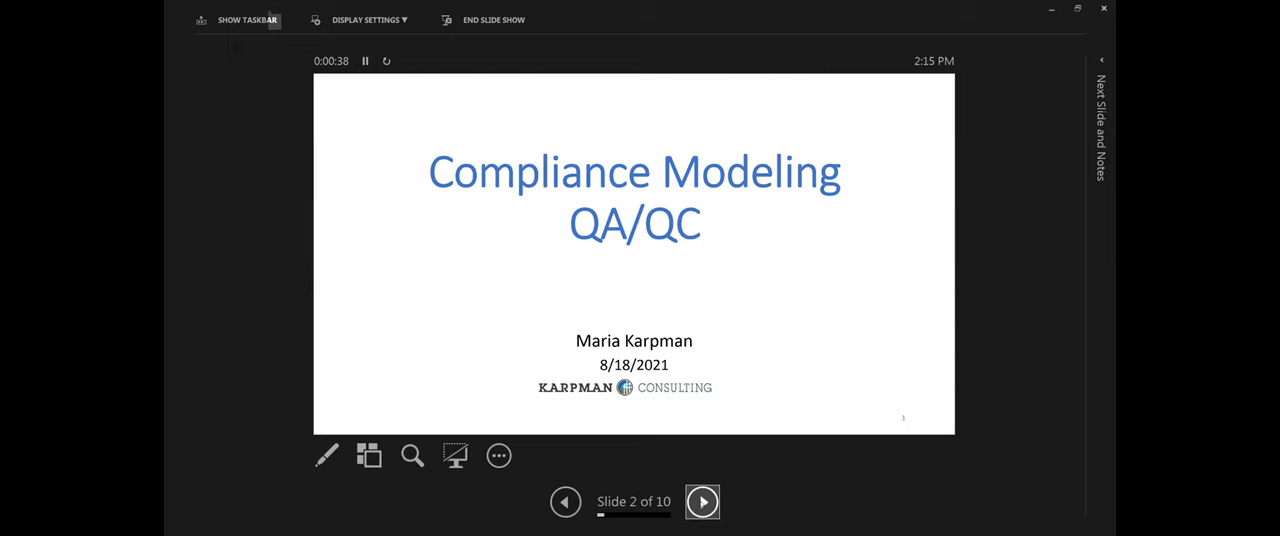 SHOW TASKBAR
DISPLAY SETTINGS ▼
END SLIDE SHOW
0:00:38
2:15 PM
Next Slide and Notes
Compliance Modeling
QA/QC
Maria Karpman
8/18/2021
KARPMAN CONSULTING
1
Slide 2 of 10